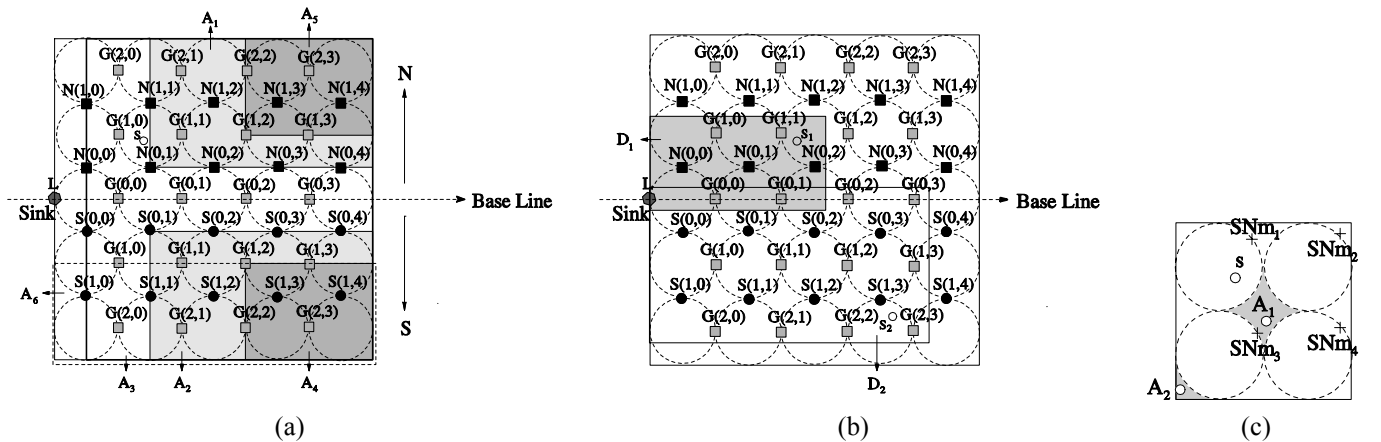 A₁ A₅
G(2,0) G(2,1) G(2,2) G(2,3)
N
N(1,0) N(1,1) N(1,2) N(1,3) N(1,4)
G(1,0) G(1,1) G(1,2) G(1,3)
s
N(0,0) N(0,1) N(0,2) N(0,3) N(0,4)
L G(0,0) G(0,1) G(0,2) G(0,3)
Sink Base Line
S(0,0) S(0,1) S(0,2) S(0,3) S(0,4)
G(1,0) G(1,1) G(1,2) G(1,3)
A₆ S(1,0) S(1,1) S(1,2) S(1,3) S(1,4)
G(2,0) G(2,1) G(2,2) G(2,3) S
A₃ A₂ A₄
(a)
G(2,0) G(2,1) G(2,2) G(2,3)
N(1,0) N(1,1) N(1,2) N(1,3) N(1,4)
G(1,0) G(1,1) G(1,2) G(1,3)
D₁ s₁
N(0,0) N(0,1) N(0,2) N(0,3) N(0,4)
L G(0,0) G(0,1) G(0,2) G(0,3)
Sink Base Line
S(0,0) S(0,1) S(0,2) S(0,3) S(0,4)
G(1,0) G(1,1) G(1,2) G(1,3)
S(1,0) S(1,1) S(1,2) S(1,3) S(1,4)
G(2,0) G(2,1) G(2,2) s₂ G(2,3)
D₂
(b)
SNm₁ SNm₂
s
A₁
SNm₃ SNm₄
A₂
(c)